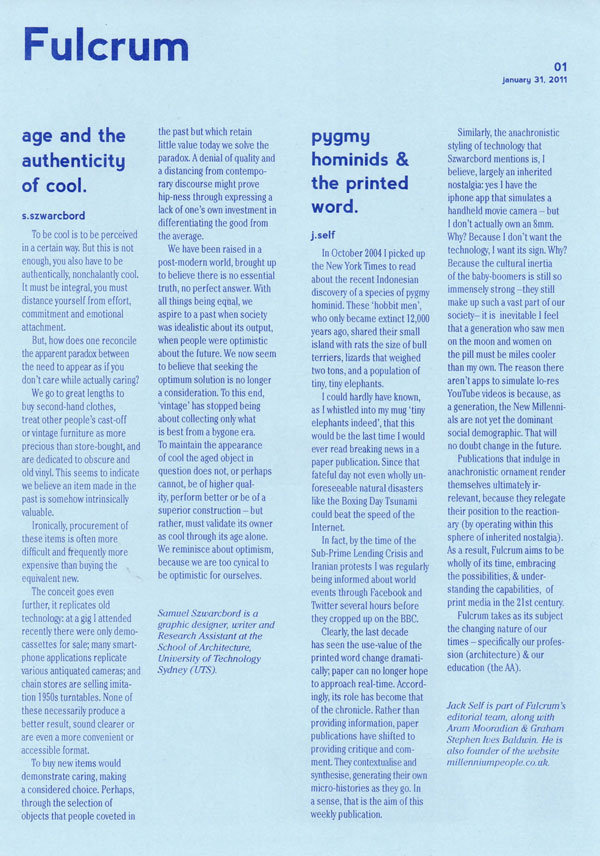 Fulcrum
01
january 31, 2011
age and the
authenticity
of cool.
s.szwarcbord
To be cool is to be perceived
in a certain way. But this is not
enough, you also have to be
authentically, nonchalantly cool.
It must be integral, you must
distance yourself from effort,
commitment and emotional
attachment.
But, how does one reconcile
the apparent paradox between
the need to appear as if you
don't care while actually caring?
We go to great lengths to
buy second-hand clothes,
treat other people's cast-off
or vintage furniture as more
precious than store-bought, and
are dedicated to obscure and
old vinyl. This seems to indicate
we believe an item made in the
past is somehow intrinsically
valuable.
Ironically, procurement of
these items is often more
difficult and frequently more
expensive than buying the
equivalent new.
The conceit goes even
further, it replicates old
technology: at a gig I attended
recently there were only demo-
cassettes for sale; many smart-
phone applications replicate
various antiquated cameras; and
chain stores are selling imita-
tion 1950s turntables. None of
these necessarily produce a
better result, sound clearer or
are even a more convenient or
accessible format.
To buy new items would
demonstrate caring, making
a considered choice. Perhaps,
through the selection of
objects that people coveted in
the past but which retain
little value today we solve the
paradox. A denial of quality and
a distancing from contempo-
rary discourse might prove
hip-ness through expressing a
lack of one's own investment in
differentiating the good from
the average.
We have been raised in a
post-modern world, brought up
to believe there is no essential
truth, no perfect answer. With
all things being equal, we
aspire to a past when society
was idealistic about its output,
when people were optimistic
about the future. We now seem
to believe that seeking the
optimum solution is no longer
a consideration. To this end,
'vintage' has stopped being
about collecting only what
is best from a bygone era.
To maintain the appearance
of cool the aged object in
question does not, or perhaps
cannot, be of higher qual-
ity, perform better or be of a
superior construction – but
rather, must validate its owner
as cool through its age alone.
We reminisce about optimism,
because we are too cynical to
be optimistic for ourselves.
Samuel Szwarcbord is a
graphic designer, writer and
Research Assistant at the
School of Architecture,
University of Technology
Sydney (UTS).
pygmy
hominids &
the printed
word.
j.self
In October 2004 I picked up
the New York Times to read
about the recent Indonesian
discovery of a species of pygmy
hominid. These 'hobbit men',
who only became extinct 12,000
years ago, shared their small
island with rats the size of bull
terriers, lizards that weighed
two tons, and a population of
tiny, tiny elephants.
I could hardly have known,
as I whistled into my mug 'tiny
elephants indeed', that this
would be the last time I would
ever read breaking news in a
paper publication. Since that
fateful day not even wholly un-
foreseeable natural disasters
like the Boxing Day Tsunami
could beat the speed of the
Internet.
In fact, by the time of the
Sub-Prime Lending Crisis and
Iranian protests I was regularly
being informed about world
events through Facebook and
Twitter several hours before
they cropped up on the BBC.
Clearly, the last decade
has seen the use-value of the
printed word change dramati-
cally; paper can no longer hope
to approach real-time. Accord-
ingly, its role has become that
of the chronicle. Rather than
providing information, paper
publications have shifted to
providing critique and com-
ment. They contextualise and
synthesise, generating their own
micro-histories as they go. In
a sense, that is the aim of this
weekly publication.
Similarly, the anachronistic
styling of technology that
Szwarcbord mentions is, I
believe, largely an inherited
nostalgia: yes I have the
iphone app that simulates a
handheld movie camera – but
I don't actually own an 8mm.
Why? Because I don't want the
technology, I want its sign. Why?
Because the cultural inertia
of the baby-boomers is still so
immensely strong –they still
make up such a vast part of our
society– it is inevitable I feel
that a generation who saw men
on the moon and women on
the pill must be miles cooler
than my own. The reason there
aren't apps to simulate lo-res
YouTube videos is because, as
a generation, the New Millenni-
als are not yet the dominant
social demographic. That will
no doubt change in the future.
Publications that indulge in
anachronistic ornament render
themselves ultimately ir-
relevant, because they relegate
their position to the reaction-
ary (by operating within this
sphere of inherited nostalgia).
As a result, Fulcrum aims to be
wholly of its time, embracing
the possibilities, & under-
standing the capabilities, of
print media in the 21st century.
Fulcrum takes as its subject
the changing nature of our
times – specifically our profes-
sion (architecture) & our
education (the AA).
Jack Self is part of Fulcrum's
editorial team, along with
Aram Mooradian & Graham
Stephen Ives Baldwin. He is
also founder of the website
millenniumpeople.co.uk.